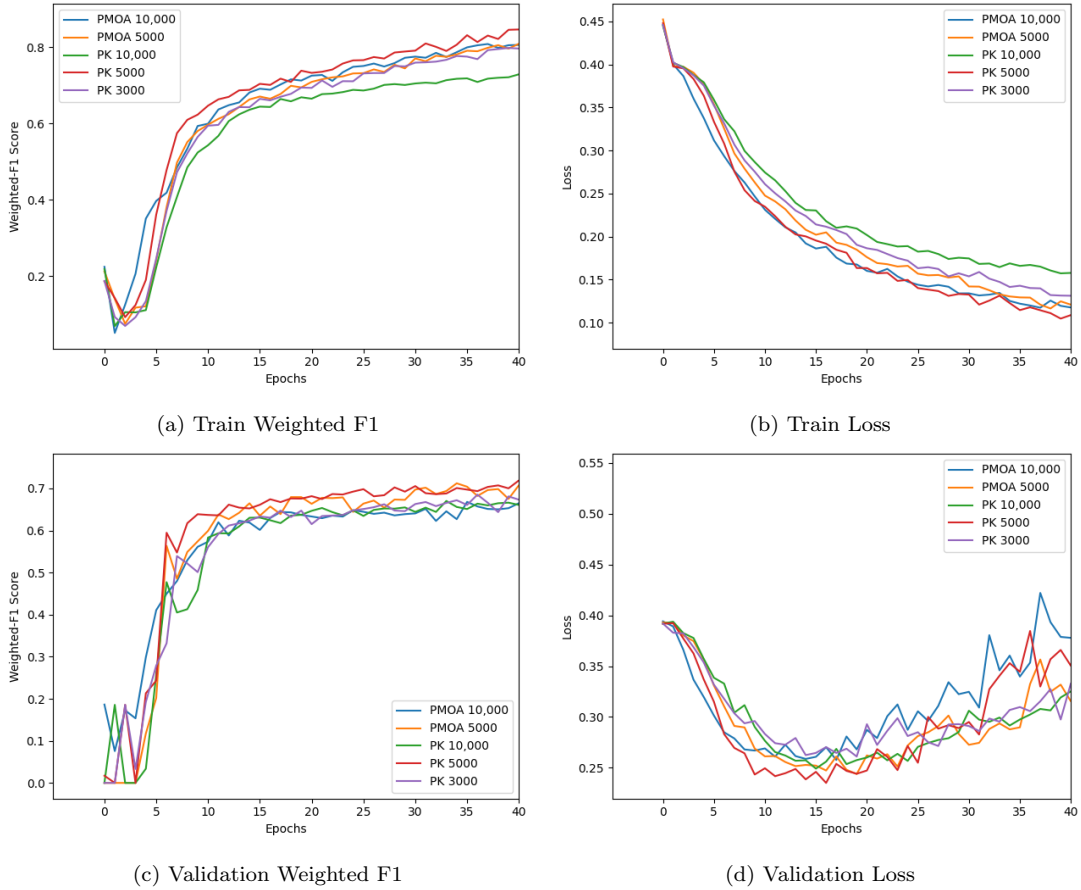 PMOA 10,000
PMOA 5000
PK 10,000
PK 5000
PK 3000
0.8
0.6
0.4
0.2
Weighted-F1 Score
0 5 10 15 20 25 30 35 40
Epochs
(a) Train Weighted F1
PMOA 10,000
PMOA 5000
PK 10,000
PK 5000
PK 3000
0.45
0.40
0.35
0.30
0.25
0.20
0.15
0.10
Loss
0 5 10 15 20 25 30 35 40
Epochs
(b) Train Loss
0.7
0.6
0.5
0.4
0.3
0.2
0.1
0.0
Weighted-F1 Score
PMOA 10,000
PMOA 5000
PK 10,000
PK 5000
PK 3000
0 5 10 15 20 25 30 35 40
Epochs
(c) Validation Weighted F1
PMOA 10,000
PMOA 5000
PK 10,000
PK 5000
PK 3000
0.55
0.50
0.45
0.40
0.35
0.30
0.25
Loss
0 5 10 15 20 25 30 35 40
Epochs
(d) Validation Loss